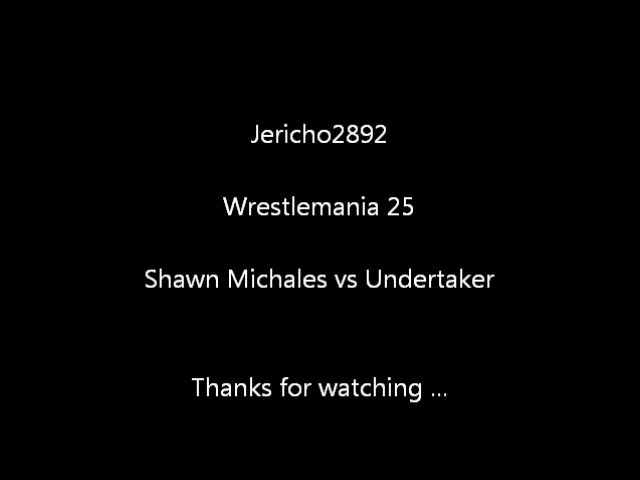 Jericho2892
Wrestlemania 25
Shawn Michales vs Undertaker
Thanks for watching ...